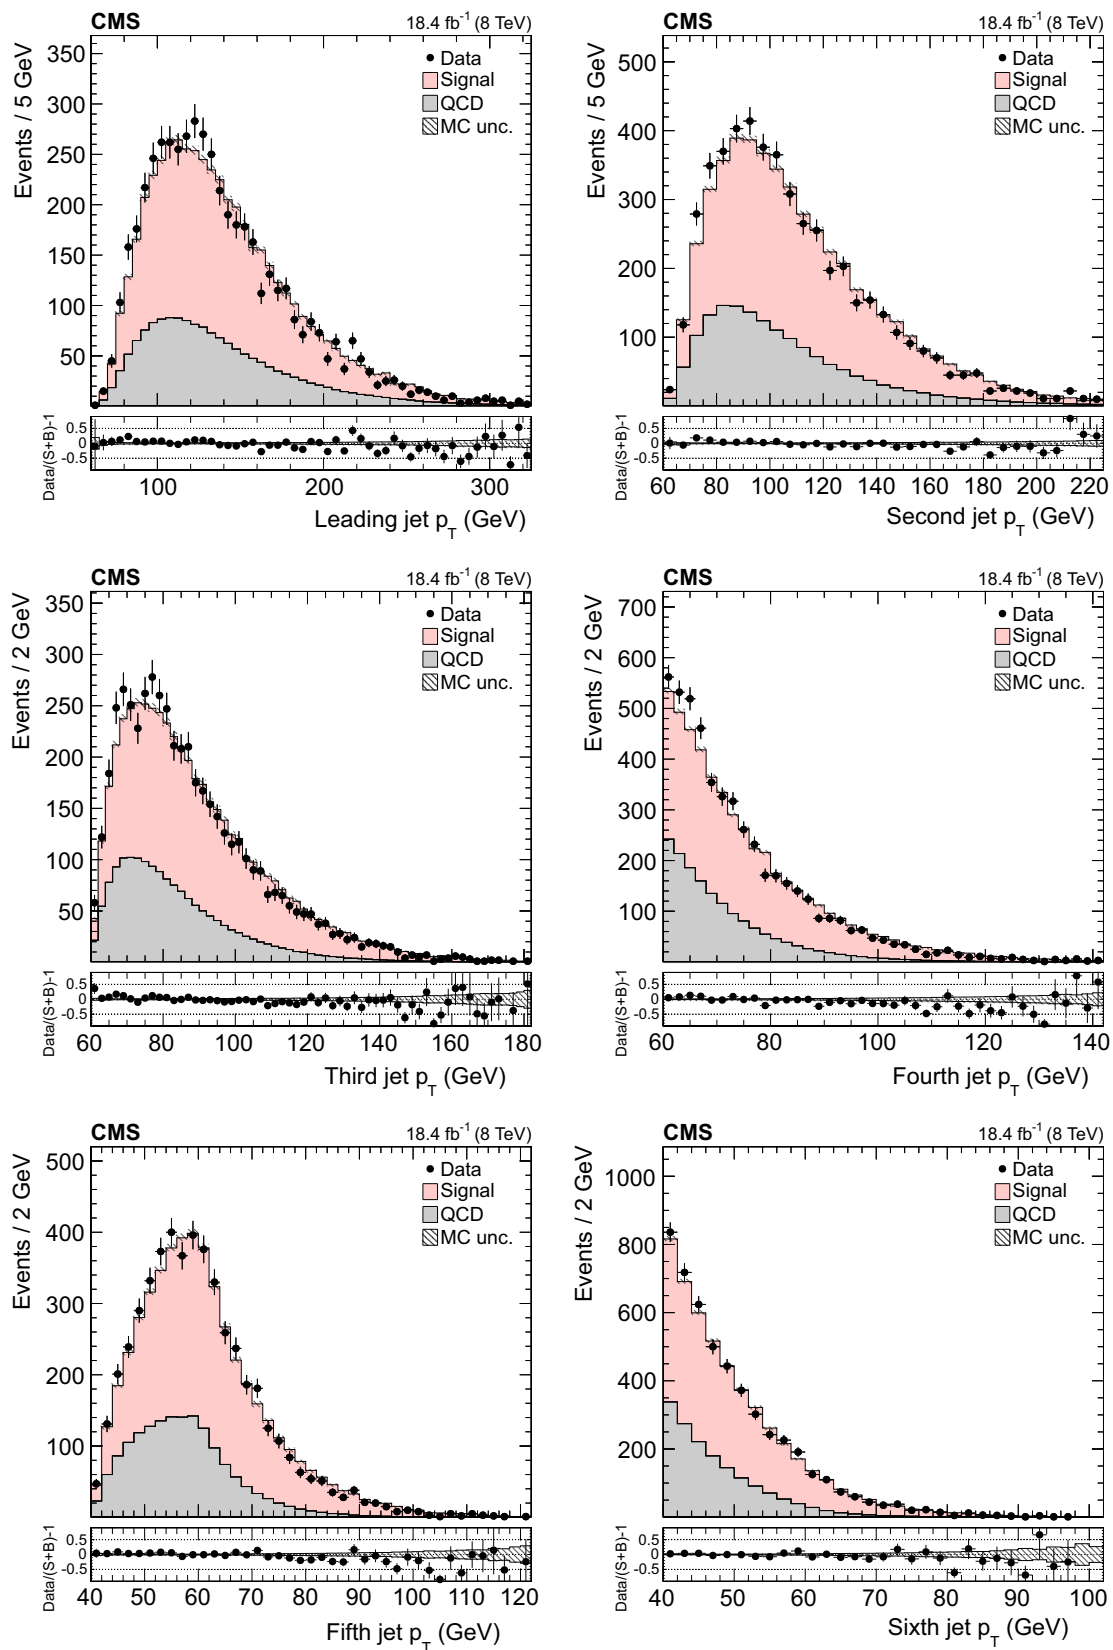 CMS 18.4 fb⁻¹ (8 TeV)
Events / 5 GeV
350
300
250
200
150
100
50
Data
Signal
QCD
MC unc.
Data/(S+B)-1
0.5
0
−0.5
100 200 300
Leading jet p_T (GeV)
CMS 18.4 fb⁻¹ (8 TeV)
Events / 5 GeV
500
400
300
200
100
Data
Signal
QCD
MC unc.
Data/(S+B)-1
0.5
0
−0.5
60 80 100 120 140 160 180 200 220
Second jet p_T (GeV)
CMS 18.4 fb⁻¹ (8 TeV)
Events / 2 GeV
350
300
250
200
150
100
50
Data
Signal
QCD
MC unc.
Data/(S+B)-1
0.5
0
−0.5
60 80 100 120 140 160 180
Third jet p_T (GeV)
CMS 18.4 fb⁻¹ (8 TeV)
Events / 2 GeV
700
600
500
400
300
200
100
Data
Signal
QCD
MC unc.
Data/(S+B)-1
0.5
0
−0.5
60 80 100 120 140
Fourth jet p_T (GeV)
CMS 18.4 fb⁻¹ (8 TeV)
Events / 2 GeV
500
400
300
200
100
Data
Signal
QCD
MC unc.
Data/(S+B)-1
0.5
0
−0.5
40 50 60 70 80 90 100 110 120
Fifth jet p_T (GeV)
CMS 18.4 fb⁻¹ (8 TeV)
Events / 2 GeV
1000
800
600
400
200
Data
Signal
QCD
MC unc.
Data/(S+B)-1
0.5
0
−0.5
40 50 60 70 80 90 100
Sixth jet p_T (GeV)